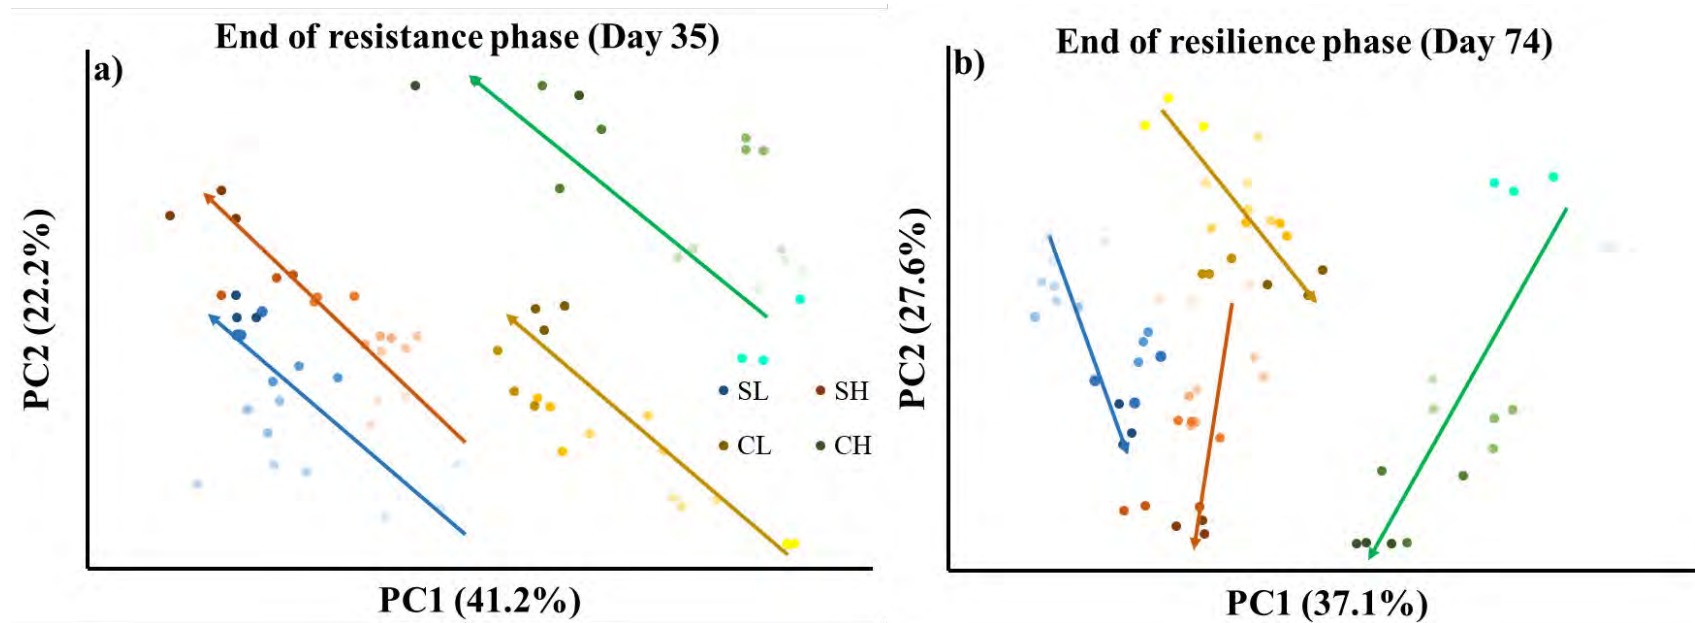 End of resistance phase (Day 35)
a)
PC2 (22.2%)
SL
SH
CL
CH
PC1 (41.2%)
End of resilience phase (Day 74)
b)
PC2 (27.6%)
PC1 (37.1%)